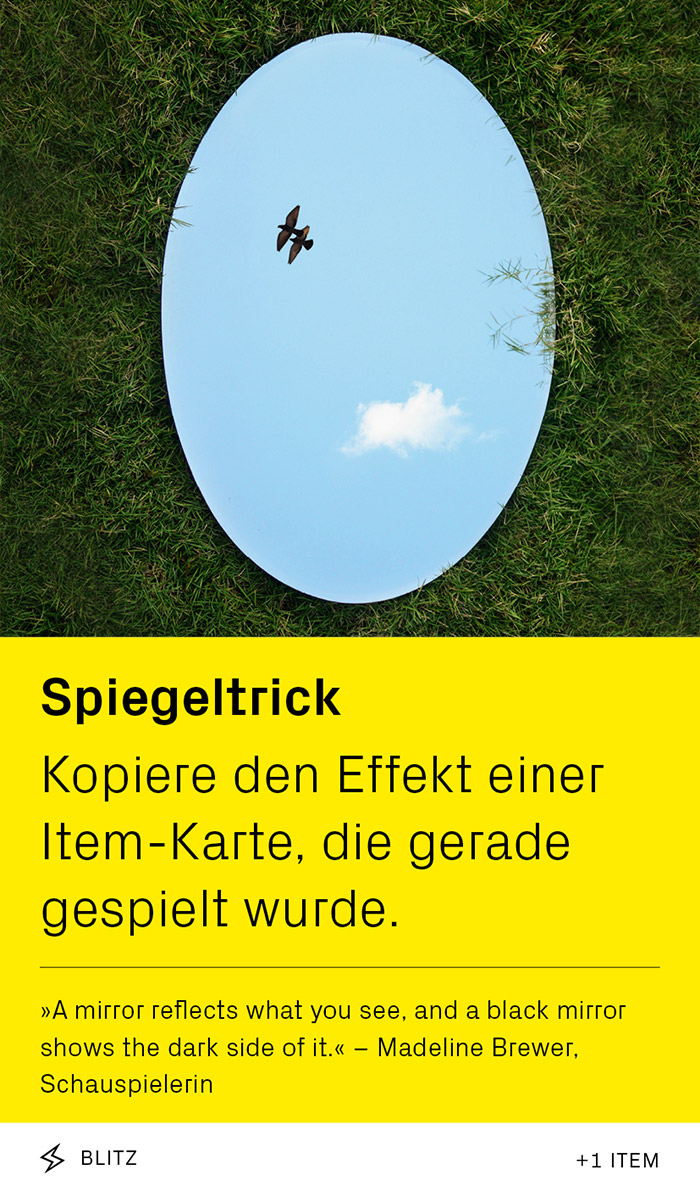 Spiegeltrick
Kopiere den Effekt einer
Item-Karte, die gerade
gespielt wurde.
»A mirror reflects what you see, and a black mirror
shows the dark side of it.« – Madeline Brewer,
Schauspielerin
BLITZ
+1 ITEM